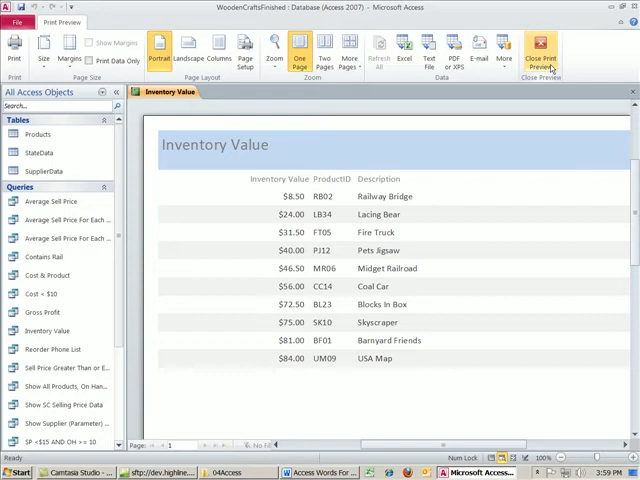 WoodenCraftsFinished : Database (Access 2007) - Microsoft Access
File
Print Preview
Print
Size
Margins
Show Margins
Print Data Only
Portrait
Landscape
Columns
Page Setup
Zoom
One Page
Two Pages
More Pages
Refresh All
Excel
Text File
PDF or XPS
E-mail
More
Close Print Preview
Print
Page Size
Page Layout
Zoom
Data
Close Preview
All Access Objects
Search...
Tables
Products
StateData
SupplierData
Queries
Average Sell Price
Average Sell Price For Each ...
Average Sell Price For Each ...
Contains Rail
Cost & Product
Cost < $10
Gross Profit
Inventory Value
Reorder Phone List
Sell Price Greater Than or E...
Show All Products, On Han...
Show SC Selling Price Data
Show Supplier (Parameter) ...
SP <$15 AND OH >= 10
Inventory Value
Inventory Value
Inventory Value ProductID Description
$8.50 RB02 Railway Bridge
$24.00 LB34 Lacing Bear
$31.50 FT05 Fire Truck
$40.00 PJ12 Pets Jigsaw
$46.50 MR06 Midget Railroad
$56.00 CC14 Coal Car
$72.50 BL23 Blocks In Box
$75.00 SK10 Skyscraper
$81.00 BF01 Barnyard Friends
$84.00 UM09 USA Map
Page: 1 No Fil
Ready
Num Lock
100%
Start
Camtasia Studio - ...
sftp://dev.highline...
04Access
Access Words For ...
Microsoft Access...
3:59 PM